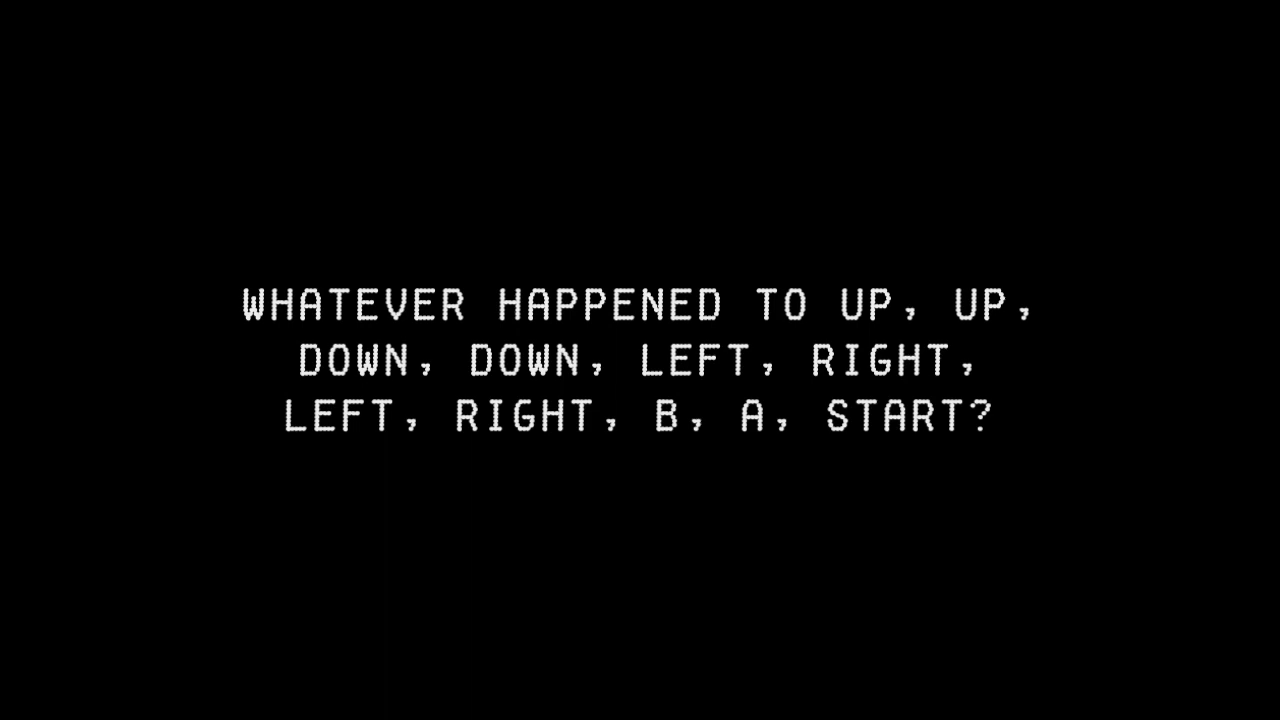 WHATEVER HAPPENED TO UP, UP,
DOWN, DOWN, LEFT, RIGHT,
LEFT, RIGHT, B, A, START?